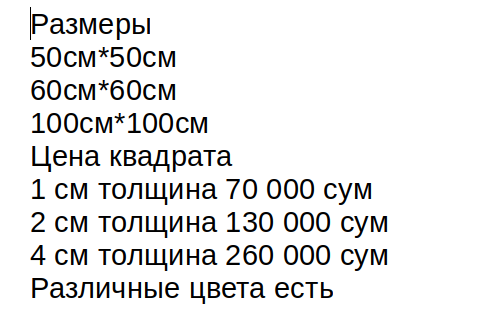 Размеры
50см*50см
60см*60см
100см*100см
Цена квадрата
1 см толщина 70 000 сум
2 см толщина 130 000 сум
4 см толщина 260 000 сум
Различные цвета есть